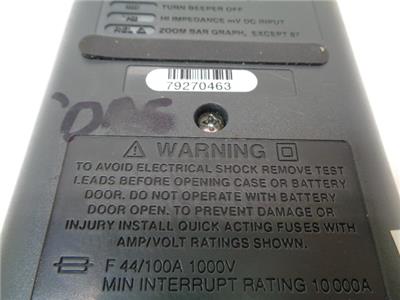 TURN BEEPER OFF
HI IMPEDANCE mV DC INPUT
REL △ ZOOM BAR GRAPH, EXCEPT 87
79270463
WARNING
TO AVOID ELECTRICAL SHOCK REMOVE TEST
LEADS BEFORE OPENING CASE OR BATTERY
DOOR. DO NOT OPERATE WITH BATTERY
DOOR OPEN. TO PREVENT DAMAGE OR
INJURY INSTALL QUICK ACTING FUSES WITH
AMP/VOLT RATINGS SHOWN.
F 44/100A 1000V
MIN INTERRUPT RATING 10,000A